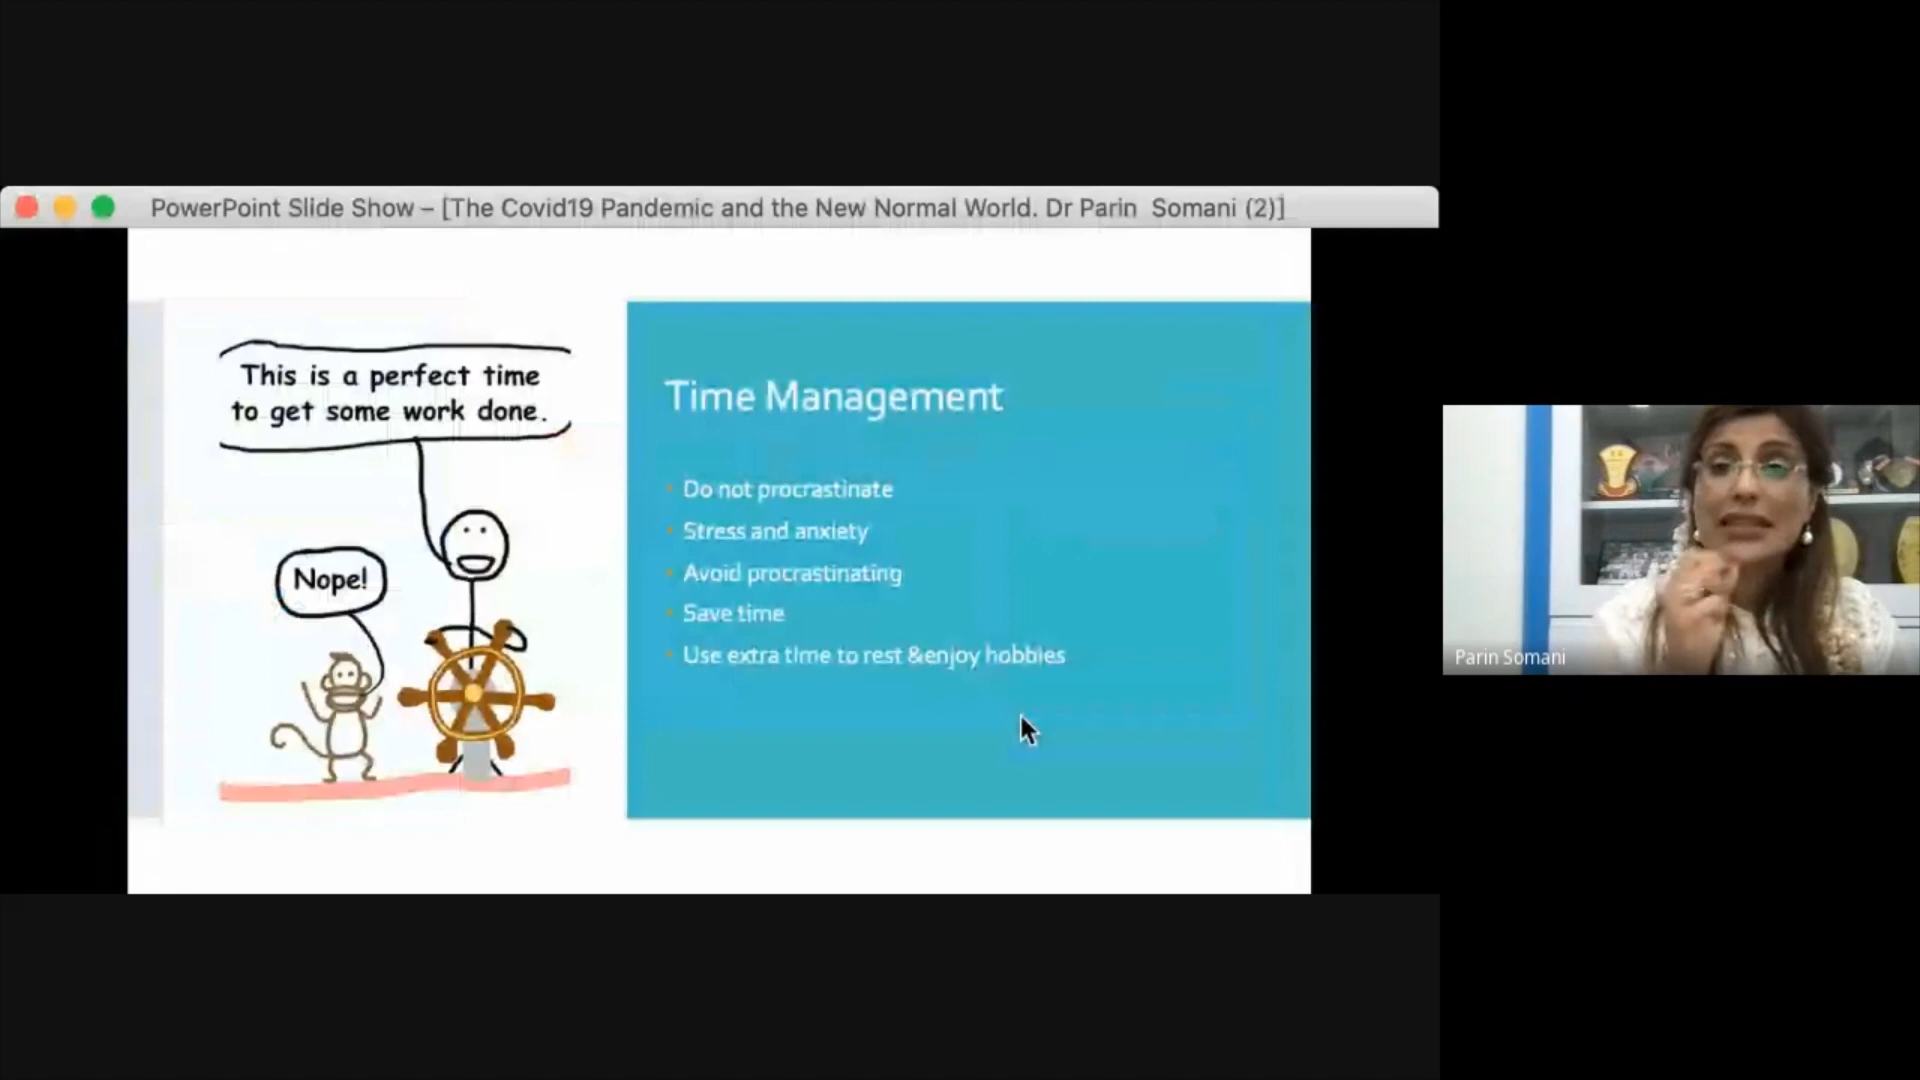 PowerPoint Slide Show – [The Covid19 Pandemic and the New Normal World. Dr Parin  Somani (2)]
This is a perfect time
to get some work done.
Nope!
Time Management
Do not procrastinate
Stress and anxiety
Avoid procrastinating
Save time
Use extra time to rest &enjoy hobbies
Parin Somani